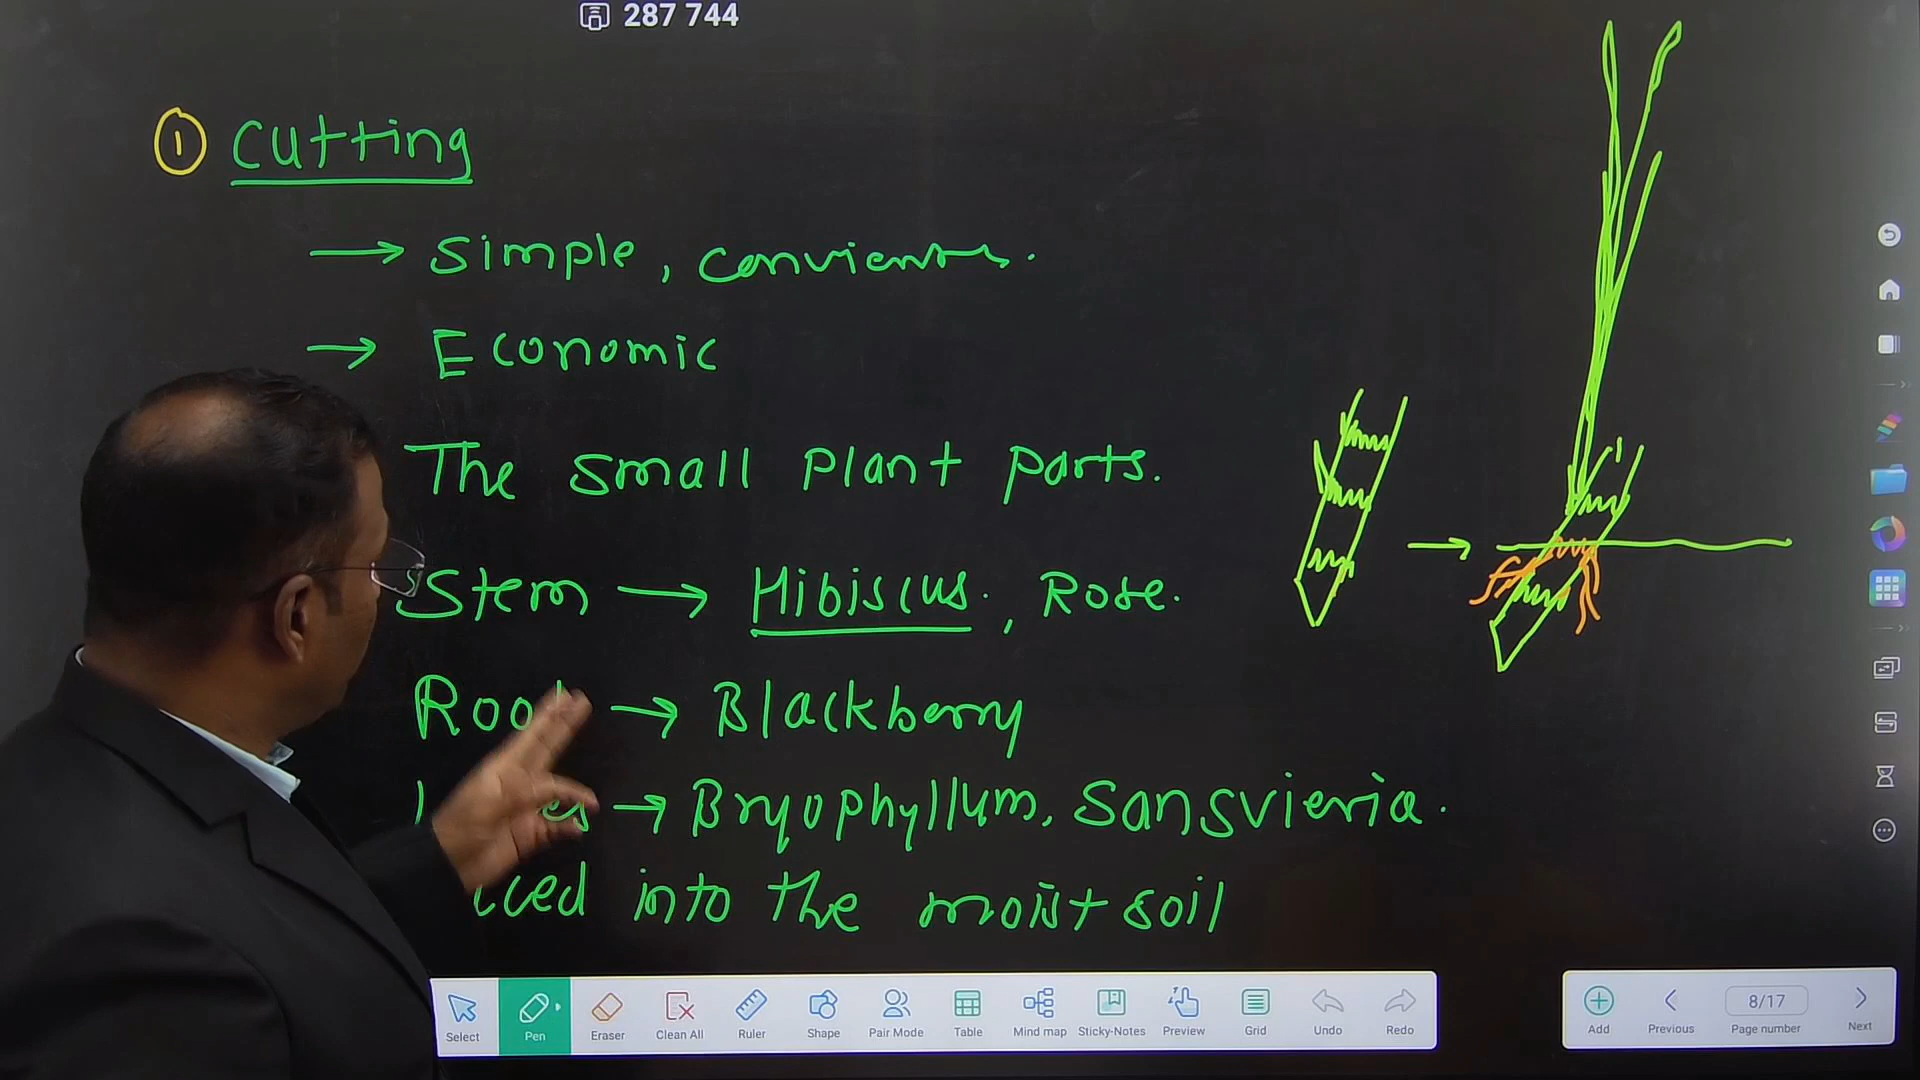 287 744
① Cutting
→ Simple,
→ Economic
The small plant parts.
Stem → Hibiscus., Rose.
→ Blackberry
→ Bryophyllum, Sansvieria.
into the moist soil
Select Pen Eraser Clean All Ruler Shape Pair Mode Table Mind map Sticky-Notes Preview Grid Undo Redo
Add Previous 8/17 Page number Next